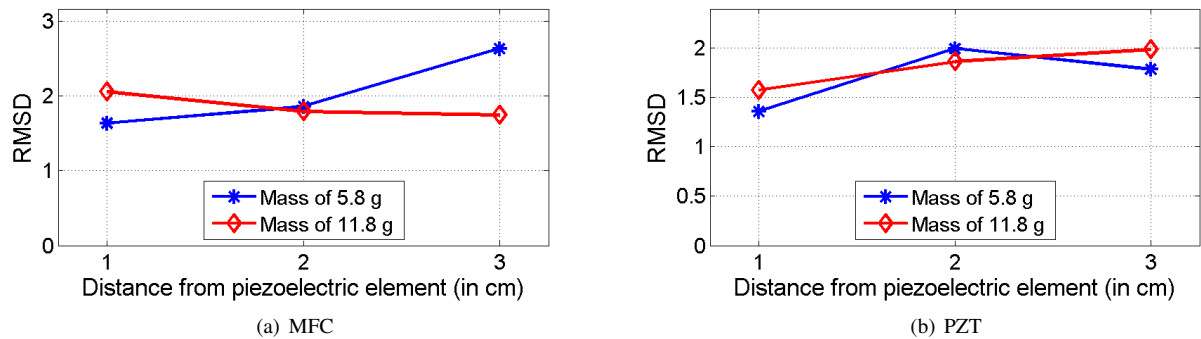 3
2
1
0
RMSD
Mass of 5.8 g
Mass of 11.8 g
1 2 3
Distance from piezoelectric element (in cm)
(a) MFC
2
1.5
1
0.5
0
RMSD
Mass of 5.8 g
Mass of 11.8 g
1 2 3
Distance from piezoelectric element (in cm)
(b) PZT